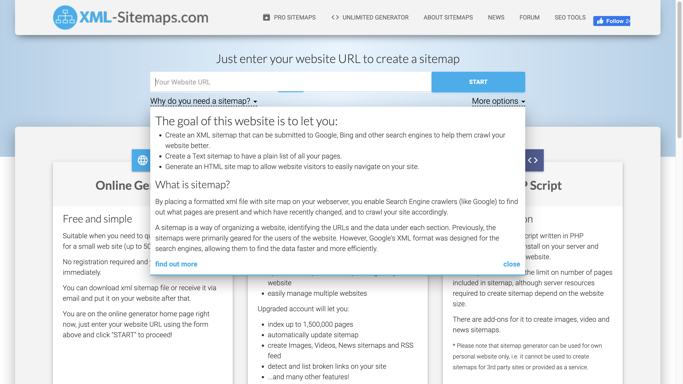 XML-Sitemaps.com
PRO SITEMAPS
UNLIMITED GENERATOR
ABOUT SITEMAPS
NEWS
FORUM
SEO TOOLS
Follow
Just enter your website URL to create a sitemap
Your Website URL
START
Why do you need a sitemap?
More options
The goal of this website is to let you:
Create an XML sitemap that can be submitted to Google, Bing and other search engines to help them crawl your
website better.
Create a Text sitemap to have a plain list of all your pages.
Generate an HTML site map to allow website visitors to easily navigate on your site.
What is sitemap?
By placing a formatted xml file with site map on your webserver, you enable Search Engine crawlers (like Google) to find
out what pages are present and which have recently changed, and to crawl your site accordingly.
A sitemap is a way of organizing a website, identifying the URLs and the data under each section. Previously, the
sitemaps were primarily geared for the users of the website. However, Google's XML format was designed for the
search engines, allowing them to find the data faster and more efficiently.
find out more
close
Online Ge
Free and simple
Suitable when you need to qu
for a small web site (up to 50
No registration required and
immediately.
You can download xml sitemap file or receive it via
email and put it on your website after that.
You are on the online generator home page right
now, just enter your website URL using the form
above and click "START" to proceed!
website
easily manage multiple websites
Upgraded account will let you:
index up to 1,500,000 pages
automatically update sitemap
create Images, Videos, News sitemaps and RSS
feed
detect and list broken links on your site
...and many other features!
P Script
on
cript written in PHP
nstall on your server and
website.
the limit on number of pages
included in sitemap, although server resources
required to create sitemap depend on the website
size.
There are add-ons for it to create images, video and
news sitemaps.
* Please note that sitemap generator can be used for own
personal website only, i.e. it cannot be used to create
sitemaps for 3rd party sites or provided as a service.